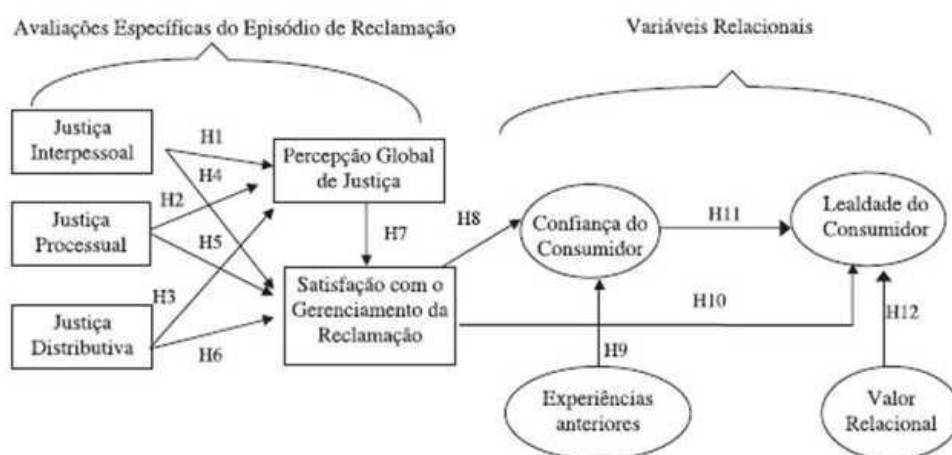 Avaliações Específicas do Episódio de Reclamação
Variáveis Relacionais
Justiça
Interpessoal
H1
H4
Percepção Global
de Justiça
H2
Justiça
Processual
H5
H7
H8
Confiança do
Consumidor
H11
Lealdade do
Consumidor
H3
Satisfação com o
Gerenciamento da
Reclamação
H10
H12
Justiça
Distributiva
H6
H9
Experiências
anteriores
Valor
Relacional